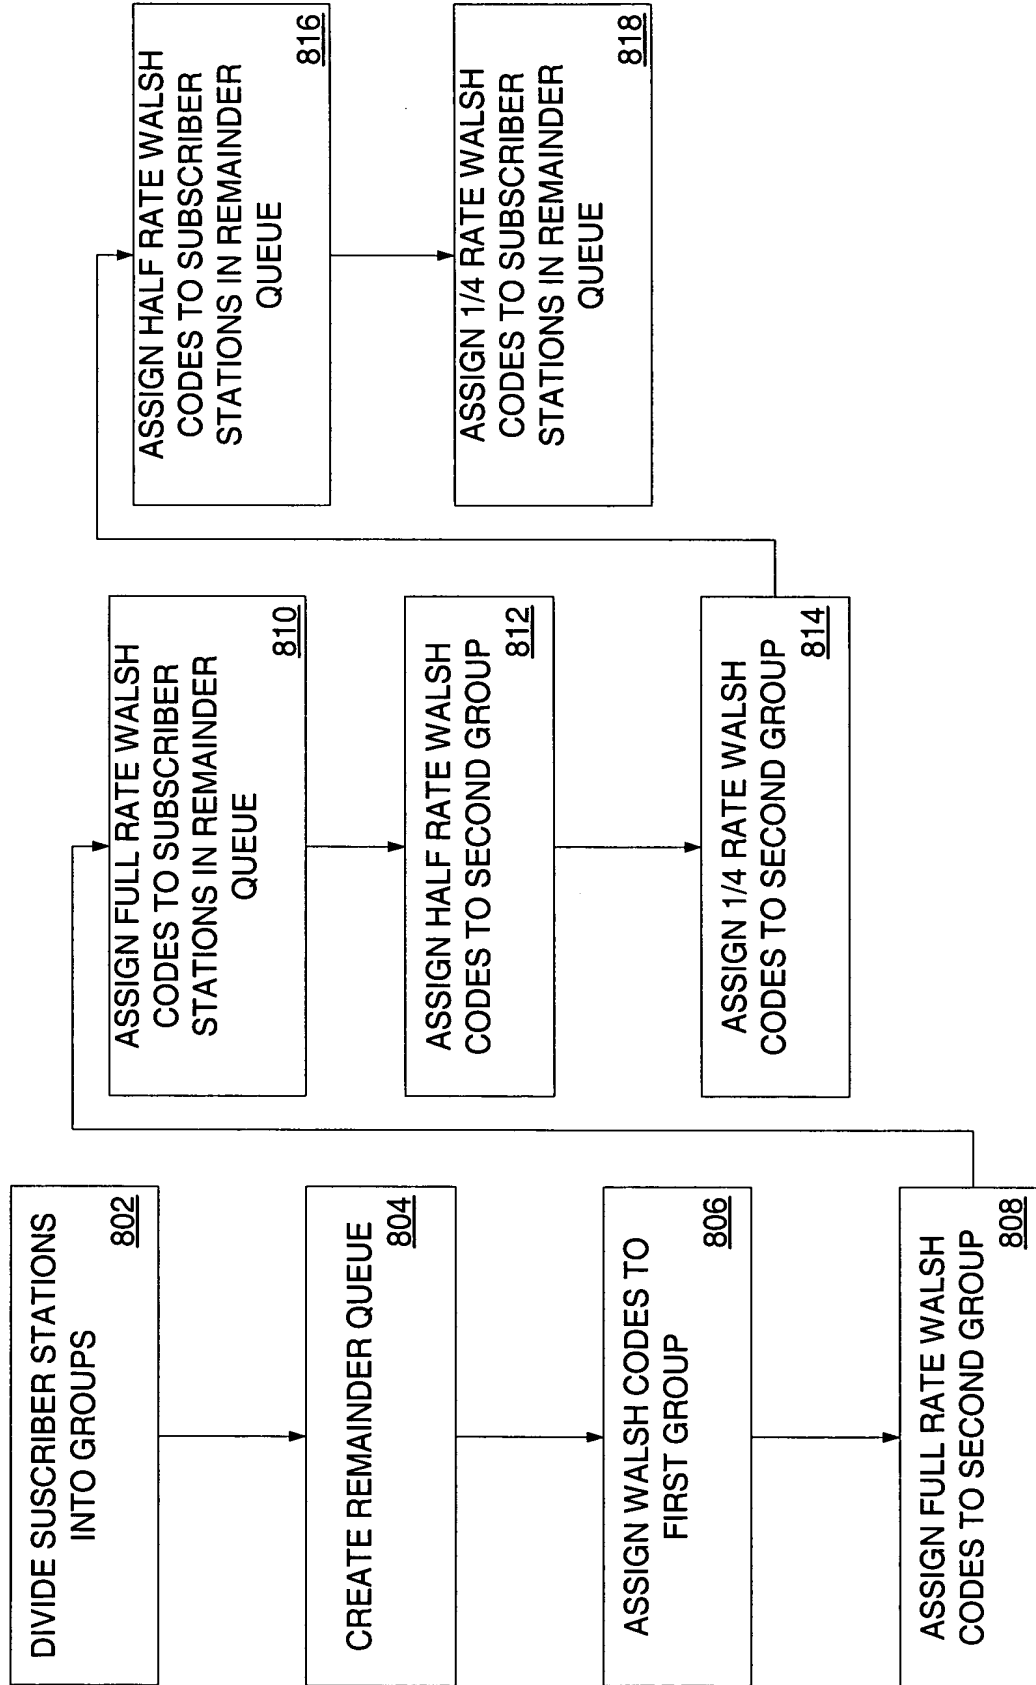 DIVIDE SUSCRIBER STATIONS
INTO GROUPS
802
CREATE REMAINDER QUEUE
804
ASSIGN WALSH CODES TO
FIRST GROUP
806
ASSIGN FULL RATE WALSH
CODES TO SECOND GROUP
808
ASSIGN FULL RATE WALSH
CODES TO SUBSCRIBER
STATIONS IN REMAINDER
QUEUE
810
ASSIGN HALF RATE WALSH
CODES TO SECOND GROUP
812
ASSIGN 1/4 RATE WALSH
CODES TO SECOND GROUP
814
ASSIGN HALF RATE WALSH
CODES TO SUBSCRIBER
STATIONS IN REMAINDER
QUEUE
816
ASSIGN 1/4 RATE WALSH
CODES TO SUBSCRIBER
STATIONS IN REMAINDER
QUEUE
818